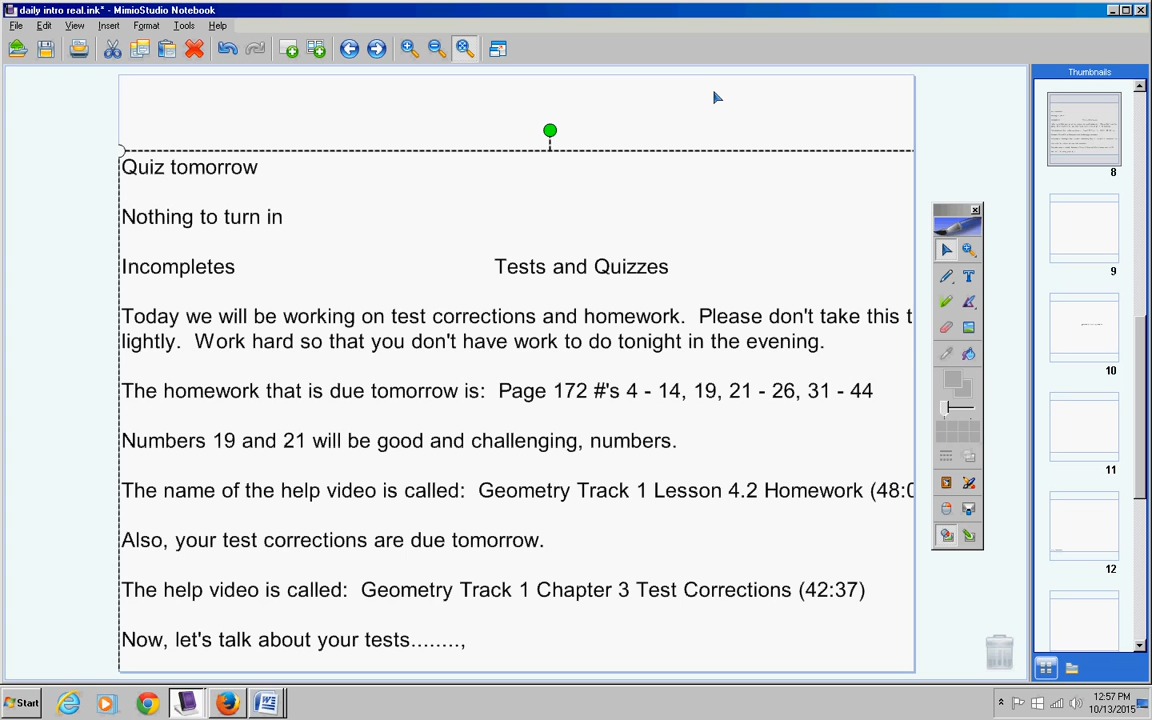 daily intro real.ink* - MimioStudio Notebook
File Edit View Insert Format Tools Help
Thumbnails
Quiz tomorrow
Nothing to turn in
Incompletes Tests and Quizzes
Today we will be working on test corrections and homework. Please don't take this t
lightly. Work hard so that you don't have work to do tonight in the evening.
The homework that is due tomorrow is: Page 172 #'s 4 - 14, 19, 21 - 26, 31 - 44
Numbers 19 and 21 will be good and challenging, numbers.
The name of the help video is called: Geometry Track 1 Lesson 4.2 Homework (48:0
Also, your test corrections are due tomorrow.
The help video is called: Geometry Track 1 Chapter 3 Test Corrections (42:37)
Now, let's talk about your tests........,
8
9
10
11
12
Start
12:57 PM
10/13/2015